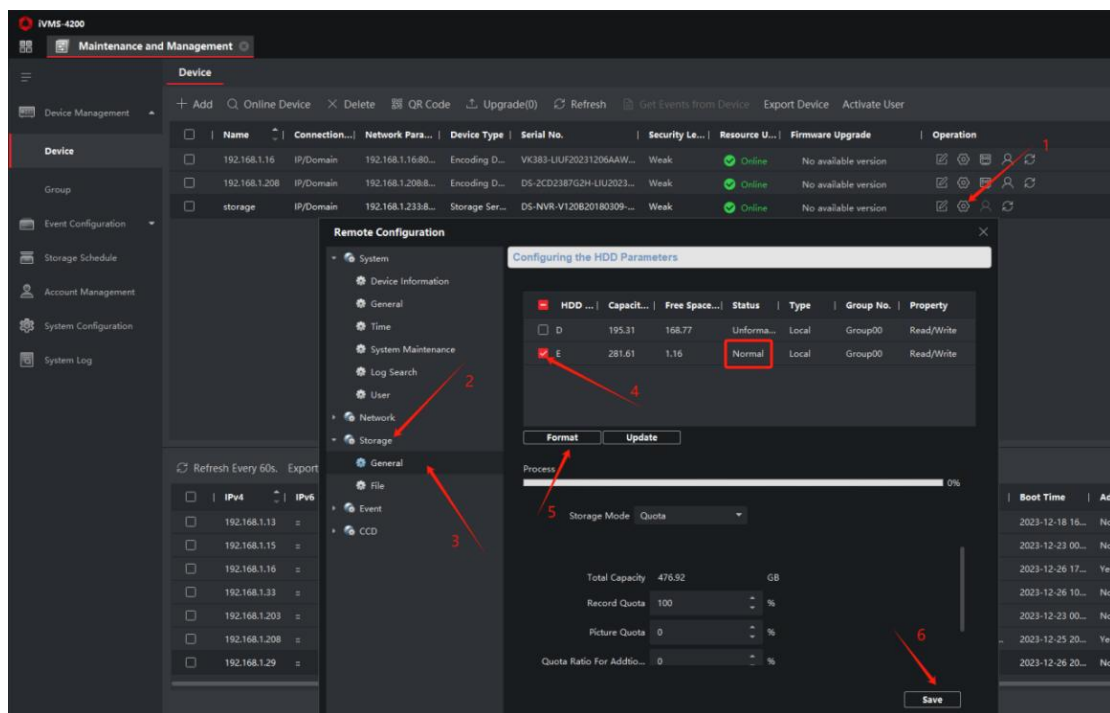 iVMS-4200
Maintenance and Management
Device
Add Online Device Delete QR Code Upgrade(0) Refresh Get Events from Device Export Device Activate User
Device Management
Name Connection... Network Para... Device Type Serial No. Security Le... Resource U... Firmware Upgrade Operation
1
Device
192.168.1.16 IP/Domain 192.168.1.16:80... Encoding D... VK383-LIUF20231206AAW... Weak Online No available version
Group
192.168.1.208 IP/Domain 192.168.1.208:8... Encoding D... DS-2CD2387G2H-LIU2023... Weak Online No available version
storage IP/Domain 192.168.1.233:8... Storage Ser... DS-NVR-V120B20180309-... Weak Online No available version
Event Configuration
Storage Schedule
Account Management
System Configuration
System Log
Remote Configuration
System
Device Information
General
Time
System Maintenance
Log Search
2
User
Network
Storage
General
File
Event
3
CCD
Configuring the HDD Parameters
HDD ... Capacit... Free Space... Status Type Group No. Property
D 195.31 168.77 Unforma... Local Group00 Read/Write
E 281.61 1.16 Normal Local Group00 Read/Write
4
Format Update
Process
0%
5
Storage Mode Quota
Total Capacity 476.92 GB
Record Quota 100 %
Picture Quota 0 %
6
Quota Ratio For Addtio... 0 %
Save
Refresh Every 60s. Export
IPv4 IPv6 Boot Time Ad
192.168.1.13 :: 2023-12-18 16... No
192.168.1.15 :: 2023-12-23 00... No
192.168.1.16 :: 2023-12-26 17... Ye
192.168.1.33 :: 2023-12-26 10... No
192.168.1.203 :: 2023-12-23 00... No
192.168.1.208 :: 2023-12-25 20... Ye
192.168.1.29 :: 2023-12-26 20... No